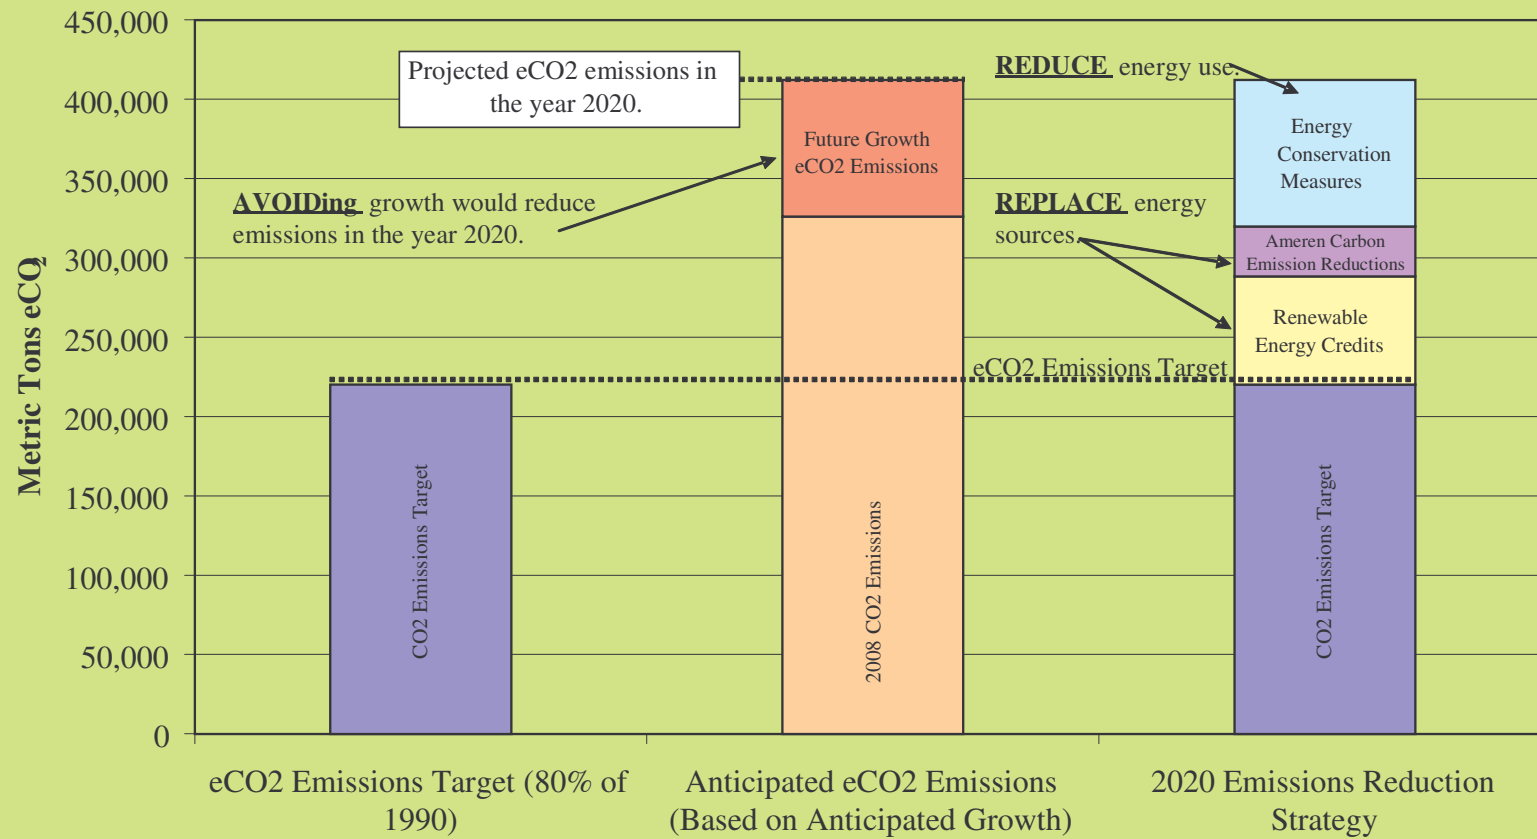 450,000
400,000
350,000
300,000
250,000
200,000
150,000
100,000
50,000
0
Metric Tons eCO2
Projected eCO2 emissions in
the year 2020.
AVOIDing growth would reduce
emissions in the year 2020.
REDUCE energy use.
REPLACE energy
sources.
eCO2 Emissions Target
CO2 Emissions Target
Future Growth
eCO2 Emissions
2008 CO2 Emissions
Energy
Conservation
Measures
Ameren Carbon
Emission Reductions
Renewable
Energy Credits
CO2 Emissions Target
eCO2 Emissions Target (80% of
1990)
Anticipated eCO2 Emissions
(Based on Anticipated Growth)
2020 Emissions Reduction
Strategy